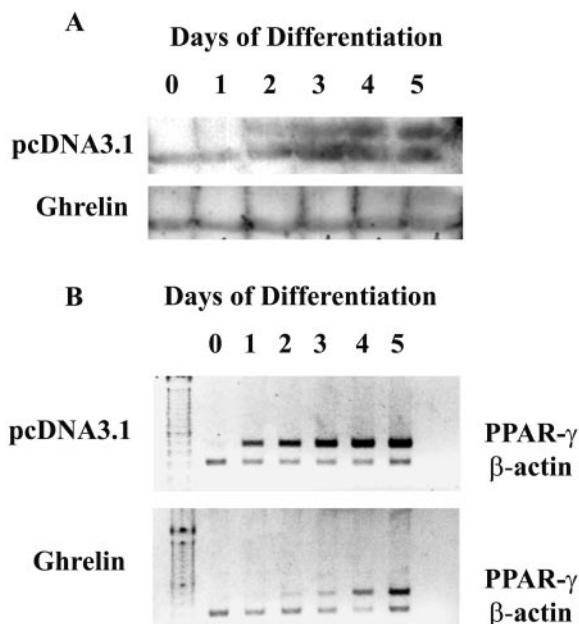 A
Days of Differentiation
0 1 2 3 4 5
pcDNA3.1
Ghrelin
B
Days of Differentiation
0 1 2 3 4 5
pcDNA3.1
PPAR-γ
β-actin
Ghrelin
PPAR-γ
β-actin